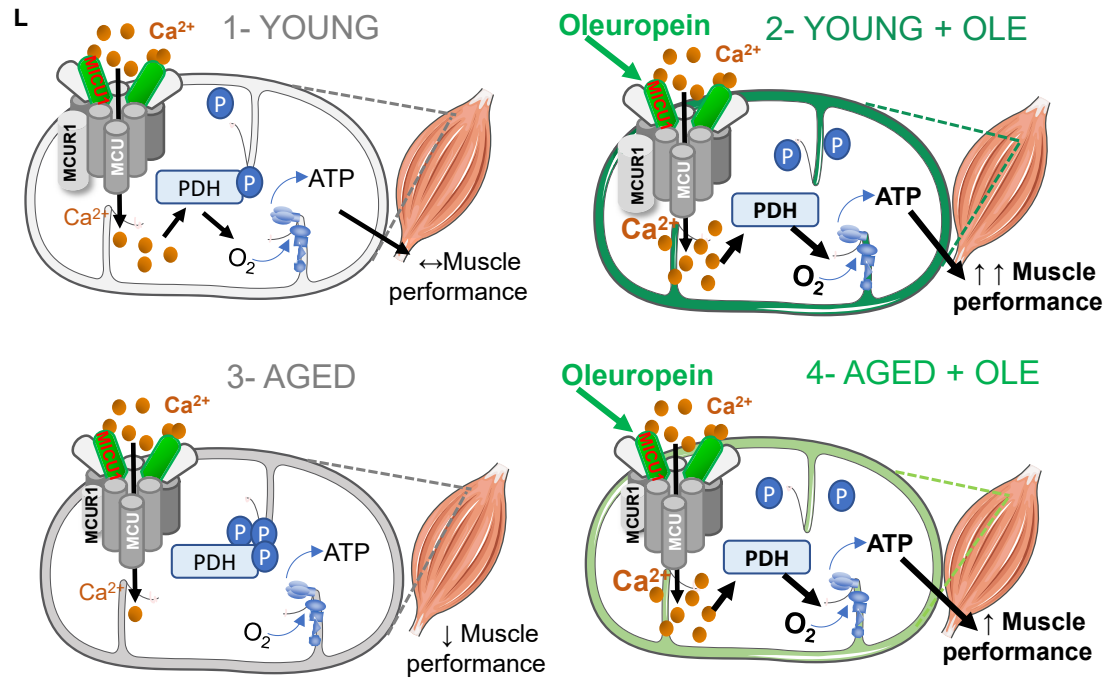 L
1- YOUNG
Ca²⁺
MICU1
MCUR1
MCU
P
PDH
P
ATP
Ca²⁺
O₂
↔Muscle
performance
Oleuropein
2- YOUNG + OLE
Ca²⁺
MICU1
MCUR1
MCU
P
P
PDH
ATP
Ca²⁺
O₂
↑ ↑ Muscle
performance
3- AGED
Ca²⁺
MICU1
MCUR1
MCU
P
P
P
PDH
ATP
Ca²⁺
O₂
↓ Muscle
performance
Oleuropein
4- AGED + OLE
Ca²⁺
MICU1
MCUR1
MCU
P
P
PDH
ATP
Ca²⁺
O₂
↑ Muscle
performance